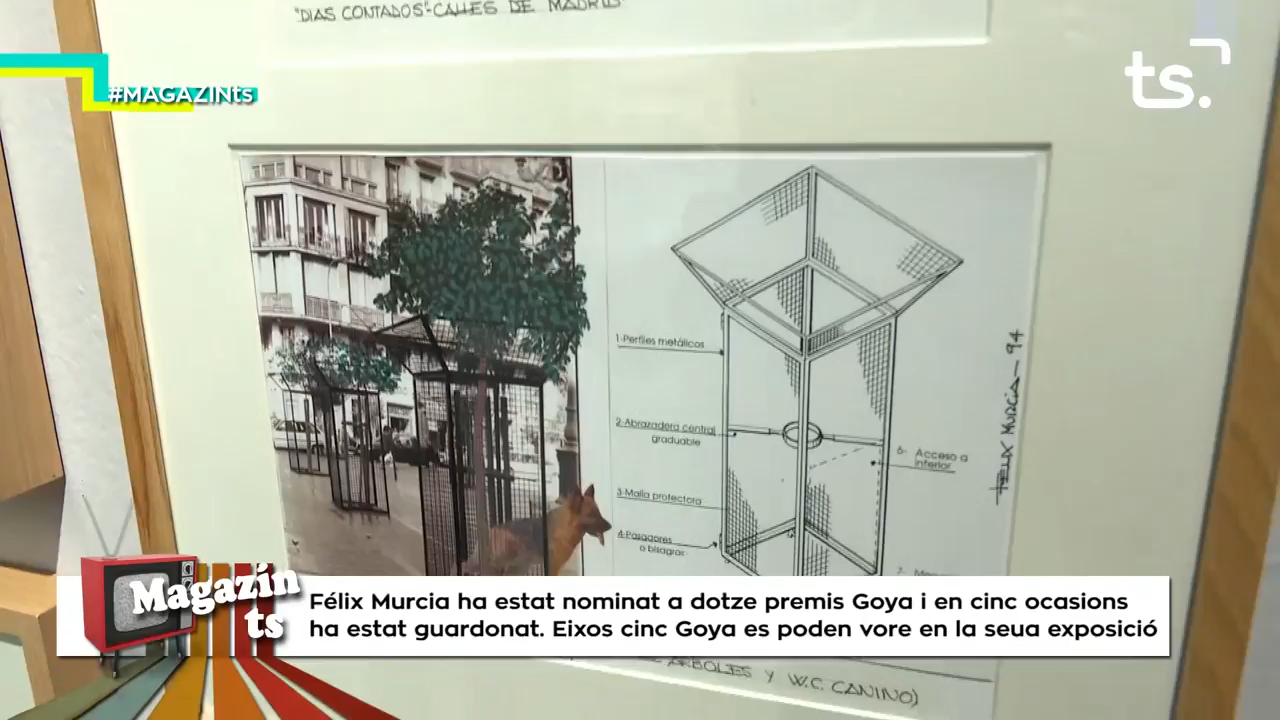 "DIAS CONTADOS"-CALLES DE MADRID
ts.
#MAGAZINts
1-Perfiles metálicos
2-Abrazadera central
graduable
6- Acceso a
inferior
3-Malla protectora
4-Pasadores
o bisagras
FELIX MURCIA-94
Magazín
ts
Félix Murcia ha estat nominat a dotze premis Goya i en cinc ocasions
ha estat guardonat. Eixos cinc Goya es poden vore en la seua exposició
ARBOLES Y W.C. CANINO)